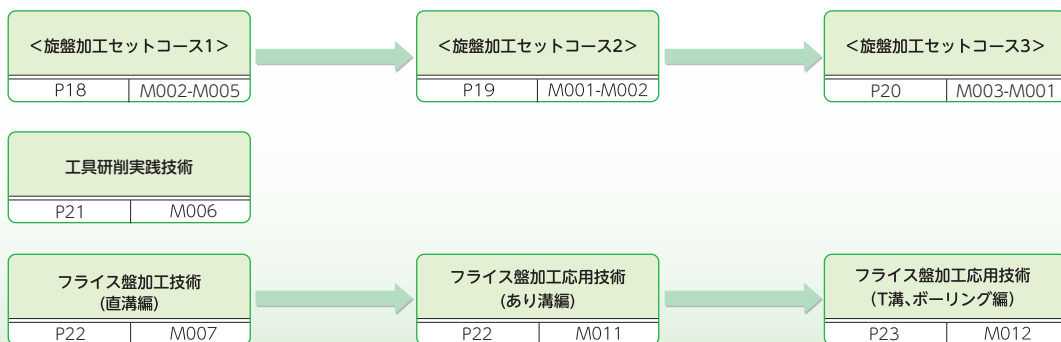 <旋盤加工セットコース1>
P18 M002-M005
<旋盤加工セットコース2>
P19 M001-M002
<旋盤加工セットコース3>
P20 M003-M001
工具研削実践技術
P21 M006
フライス盤加工技術
(直溝編)
P22 M007
フライス盤加工応用技術
(あり溝編)
P22 M011
フライス盤加工応用技術
(T溝、ボーリング編)
P23 M012